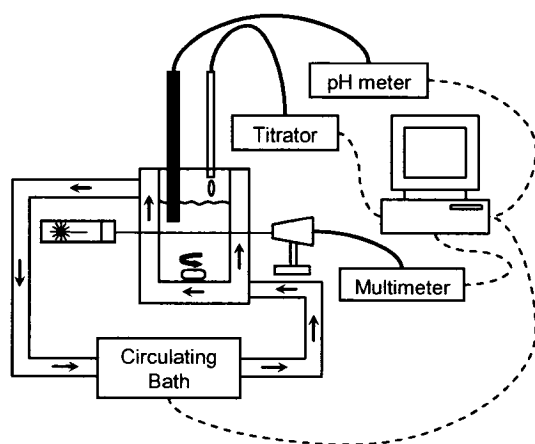 pH meter
Titrator
Multimeter
Circulating
Bath